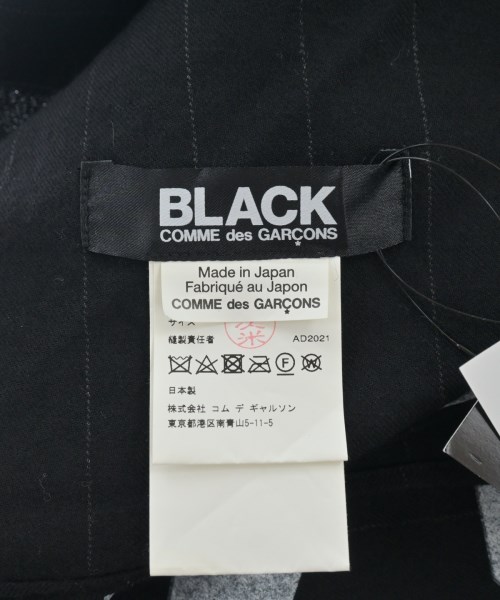 BLACK
COMME des GARÇONS
Made in Japan
Fabriqué au Japon
COMME des GARÇONS
サイズ
縫製責任者
AD2021
日本製
株式会社 コム デ ギャルソン
東京都港区南青山5-11-5